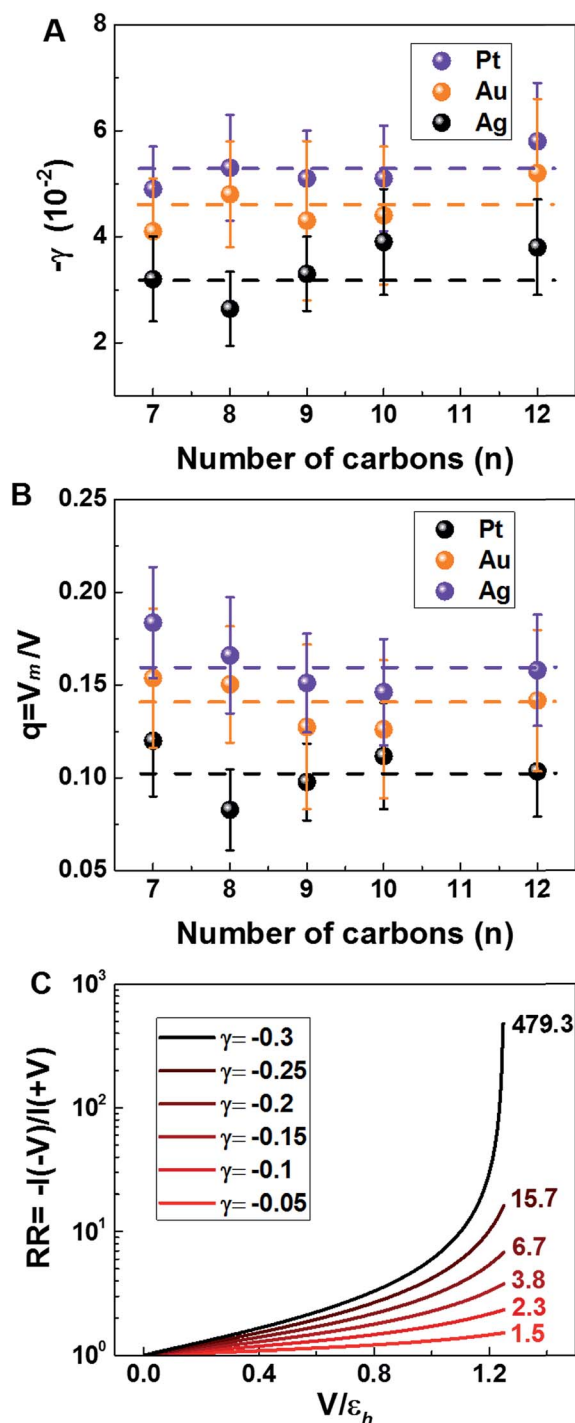 A
8
6
4
2
-γ (10⁻²)
Pt
Au
Ag
7 8 9 10 11 12
Number of carbons (n)
B
0.25
0.20
0.15
0.10
0.05
q=Vₘ/V
Pt
Au
Ag
7 8 9 10 11 12
Number of carbons (n)
C
10³
10²
10¹
10⁰
RR= -I(-V)/I(+V)
γ= -0.3
γ= -0.25
γ= -0.2
γ= -0.15
γ= -0.1
γ= -0.05
479.3
15.7
6.7
3.8
2.3
1.5
0.0 0.4 0.8 1.2
V/εₕ